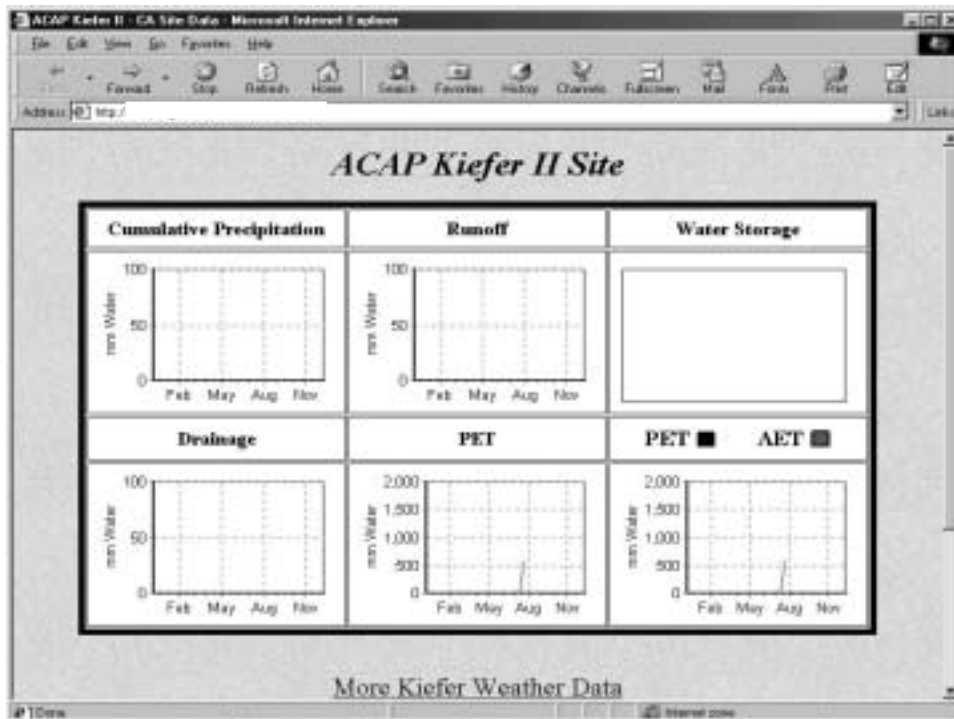 ACAP Kiefer II - CA Site Data - Microsoft Internet Explorer
File Edit View Go Favorites Help
Forward Stop Refresh Home Search Favorites History Channels Fullscreen Mail Fonts Print Edit
Address http:/ Links
ACAP Kiefer II Site
Cumulative Precipitation Runoff Water Storage
100 50 0 mm Water Feb May Aug Nov
100 50 0 mm Water Feb May Aug Nov
Drainage PET PET AET
100 50 0 mm Water Feb May Aug Nov
2,000 1,500 1,000 500 0 mm Water Feb May Aug Nov
2,000 1,500 1,000 500 0 mm Water Feb May Aug Nov
More Kiefer Weather Data
Done Internet zone